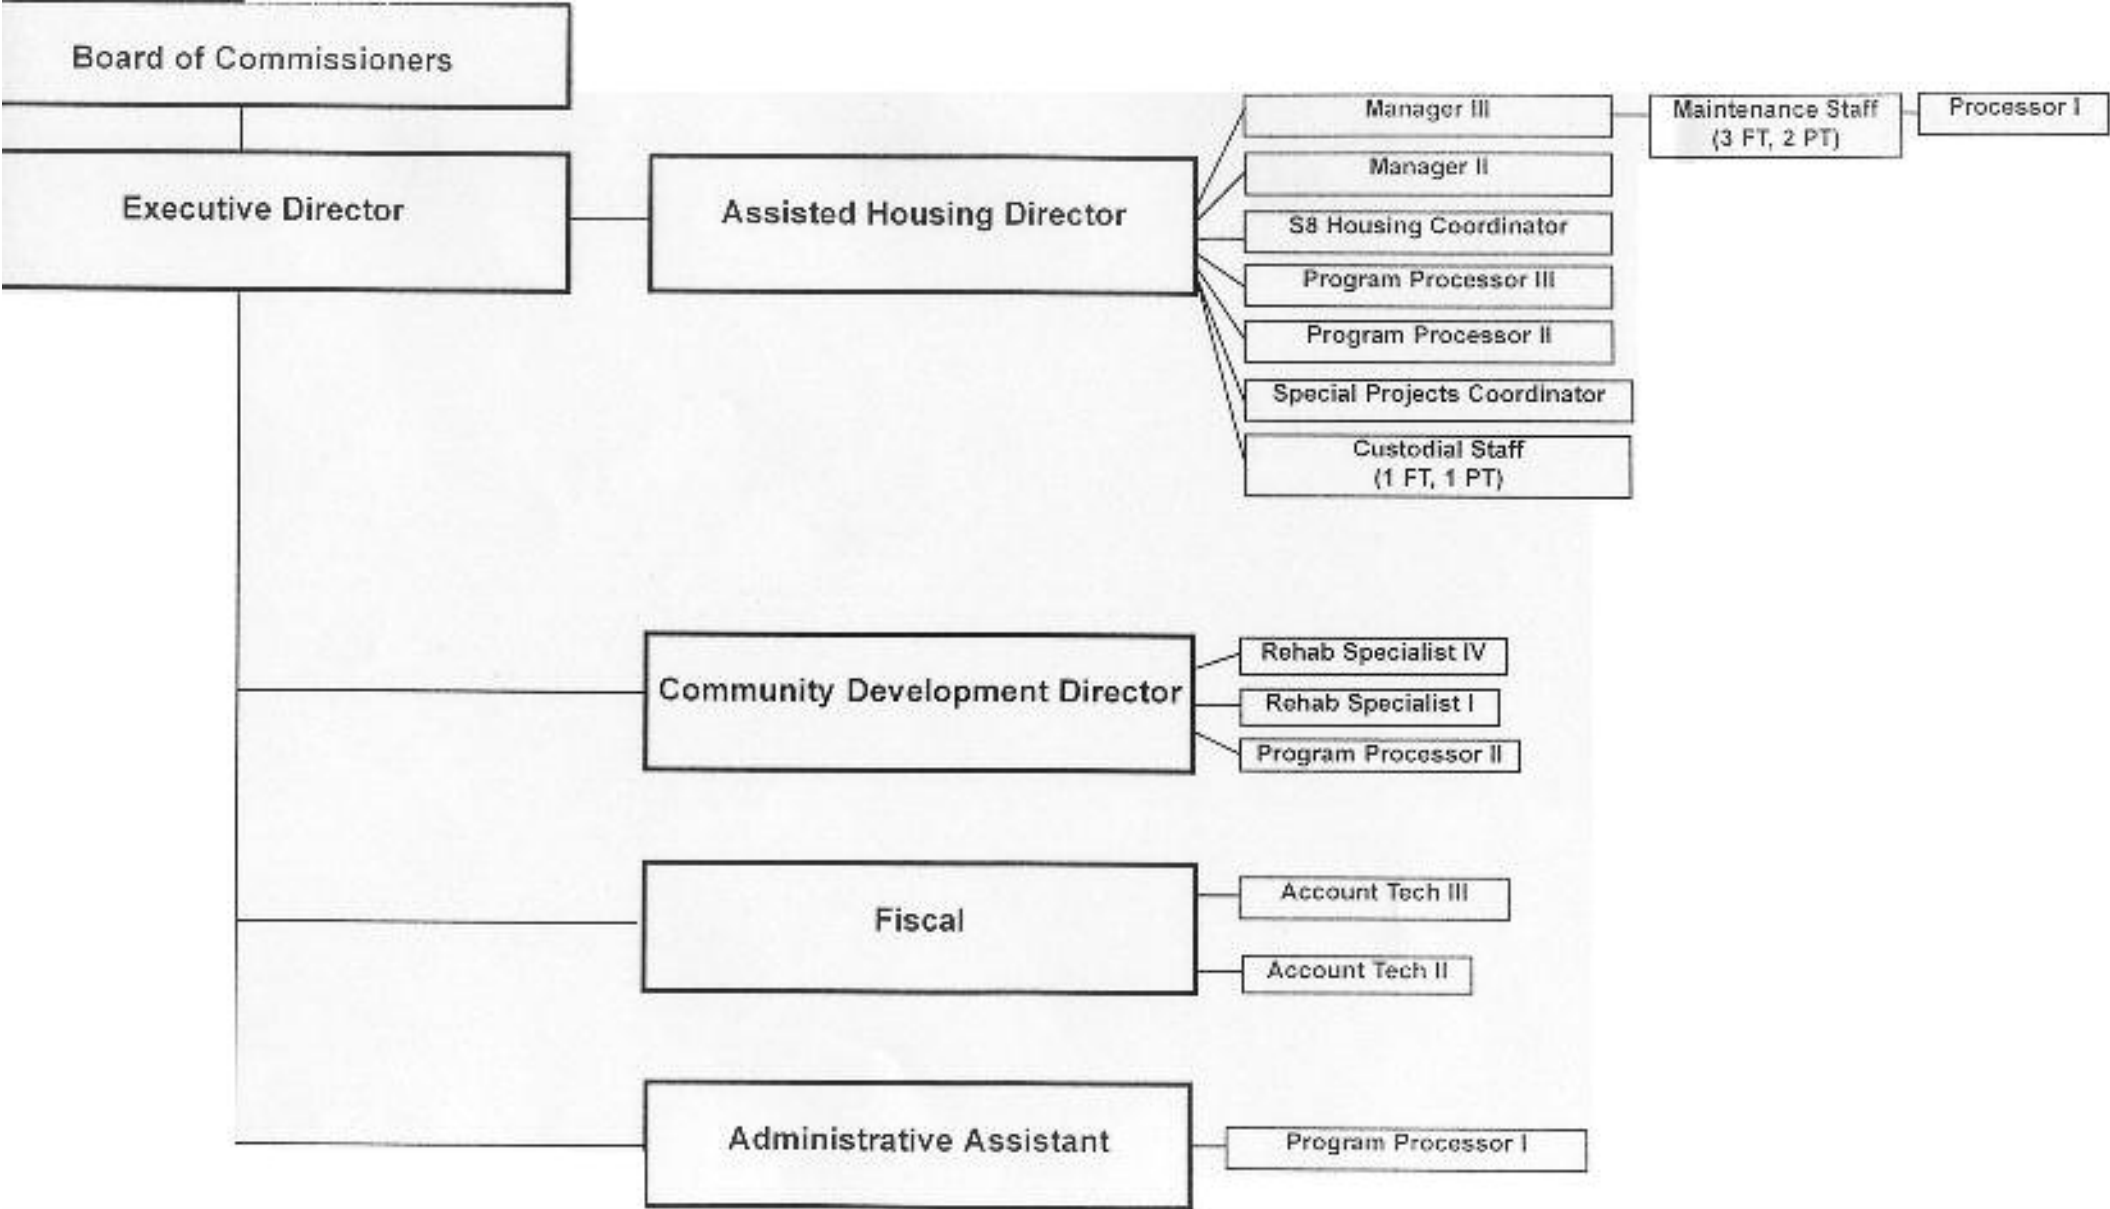 Board of Commissioners
Executive Director
Assisted Housing Director
Manager III
Maintenance Staff
(3 FT, 2 PT)
Processor I
Manager II
S8 Housing Coordinator
Program Processor III
Program Processor II
Special Projects Coordinator
Custodial Staff
(1 FT, 1 PT)
Community Development Director
Rehab Specialist IV
Rehab Specialist I
Program Processor II
Fiscal
Account Tech III
Account Tech II
Administrative Assistant
Program Processor I